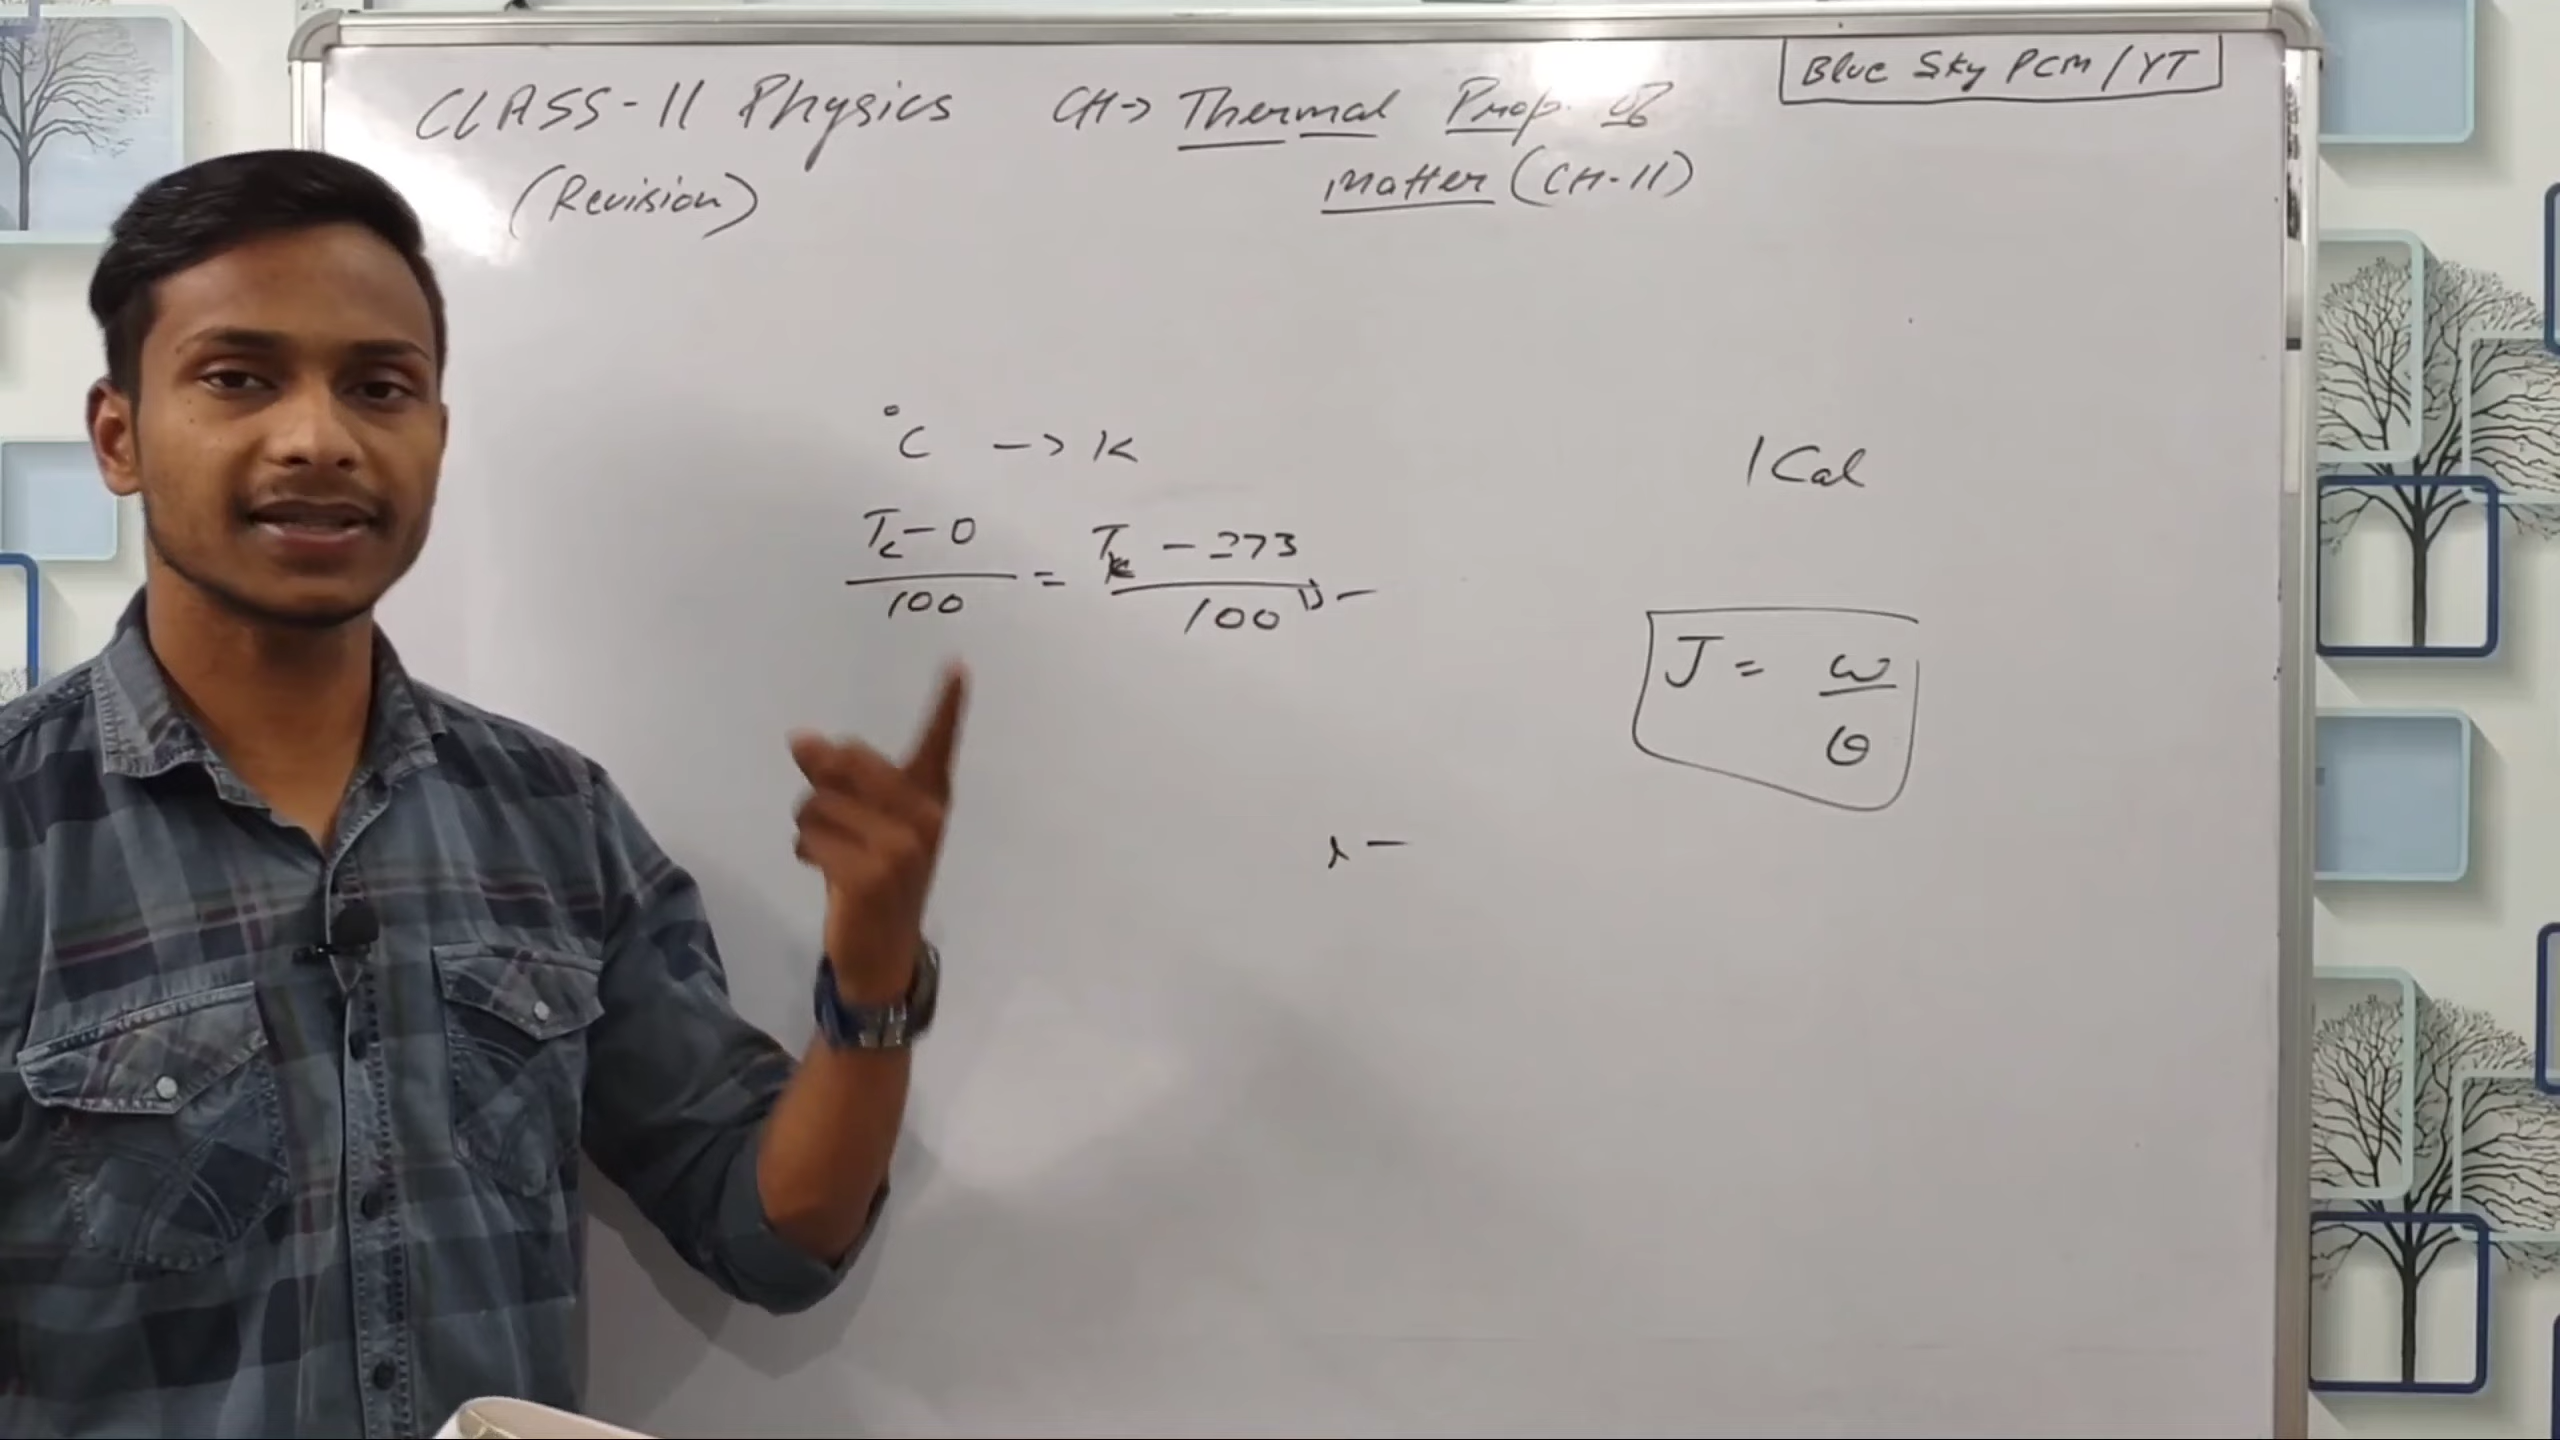 Blue Sky PCM/YT
CLASS-11 Physics CH→ Thermal Prop. of
(Revision) Matter (CH-11)
°C → K
1 Cal
Tc - 0 / 100 = Tk - 273 / 100
J = W / Q